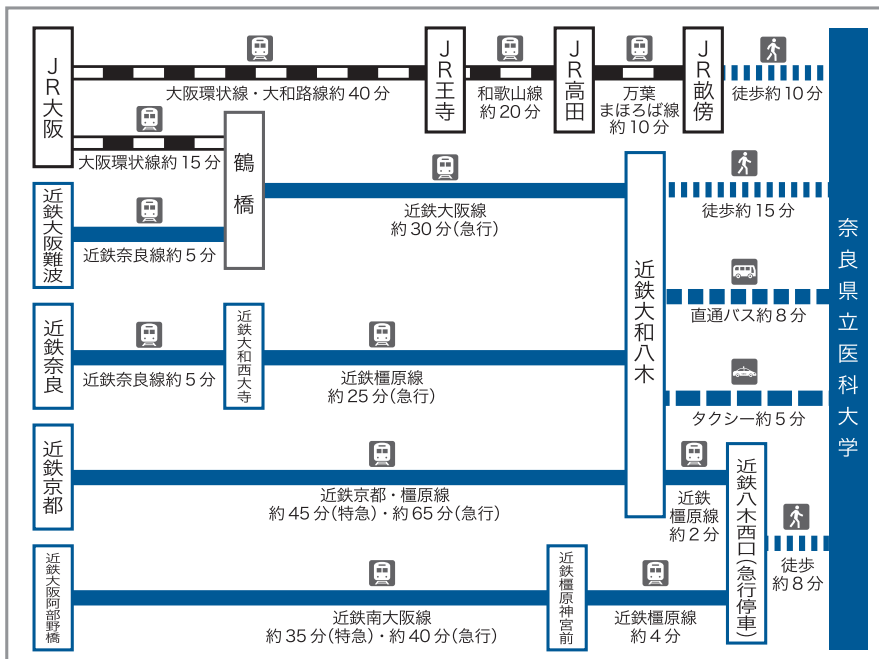 JR大阪
大阪環状線・大和路線約40分
JR王寺
和歌山線
約20分
JR高田
万葉
まほろば線
約10分
JR畝傍
徒歩約10分
大阪環状線約15分
鶴橋
近鉄大阪難波
近鉄奈良線約5分
近鉄大阪線
約30分(急行)
近鉄大和八木
徒歩約15分
直通バス約8分
タクシー約5分
近鉄奈良
近鉄奈良線約5分
近鉄大和西大寺
近鉄橿原線
約25分(急行)
近鉄京都
近鉄京都・橿原線
約45分(特急)・約65分(急行)
近鉄
橿原線
約2分
近鉄八木西口(急行停車)
徒歩
約8分
近鉄大阪阿部野橋
近鉄南大阪線
約35分(特急)・約40分(急行)
近鉄橿原神宮前
近鉄橿原線
約4分
奈良県立医科大学